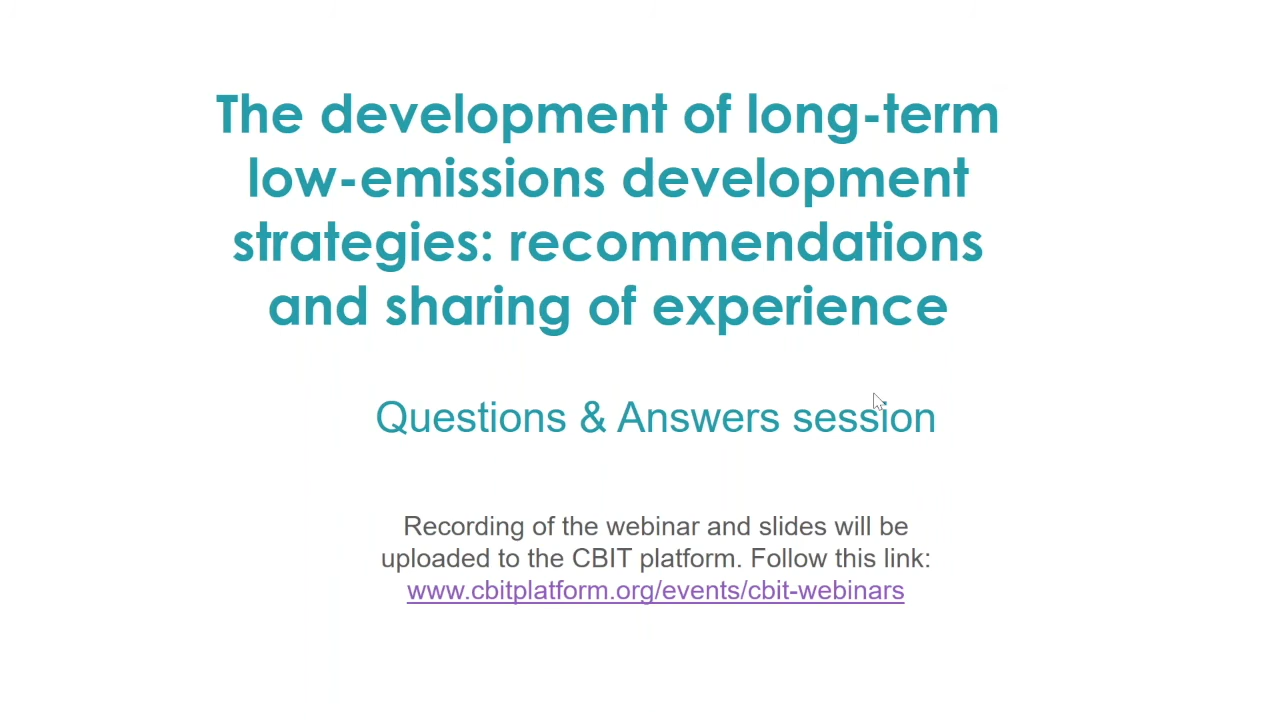 The development of long-term
low-emissions development
strategies: recommendations
and sharing of experience
Questions & Answers session
Recording of the webinar and slides will be
uploaded to the CBIT platform. Follow this link:
www.cbitplatform.org/events/cbit-webinars